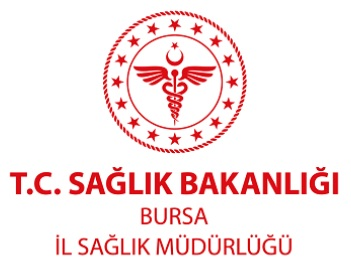 T.C. SAĞLIK BAKANLIĞI
BURSA
İL SAĞLIK MÜDÜRLÜĞÜ